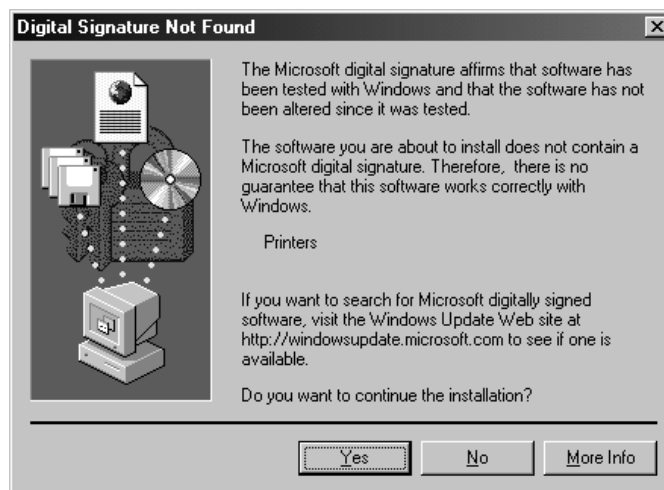 Digital Signature Not Found
The Microsoft digital signature affirms that software has
been tested with Windows and that the software has not
been altered since it was tested.
The software you are about to install does not contain a
Microsoft digital signature. Therefore,  there is no
guarantee that this software works correctly with
Windows.
Printers
If you want to search for Microsoft digitally signed
software, visit the Windows Update Web site at
http://windowsupdate.microsoft.com to see if one is
available.
Do you want to continue the installation?
Yes
No
More Info